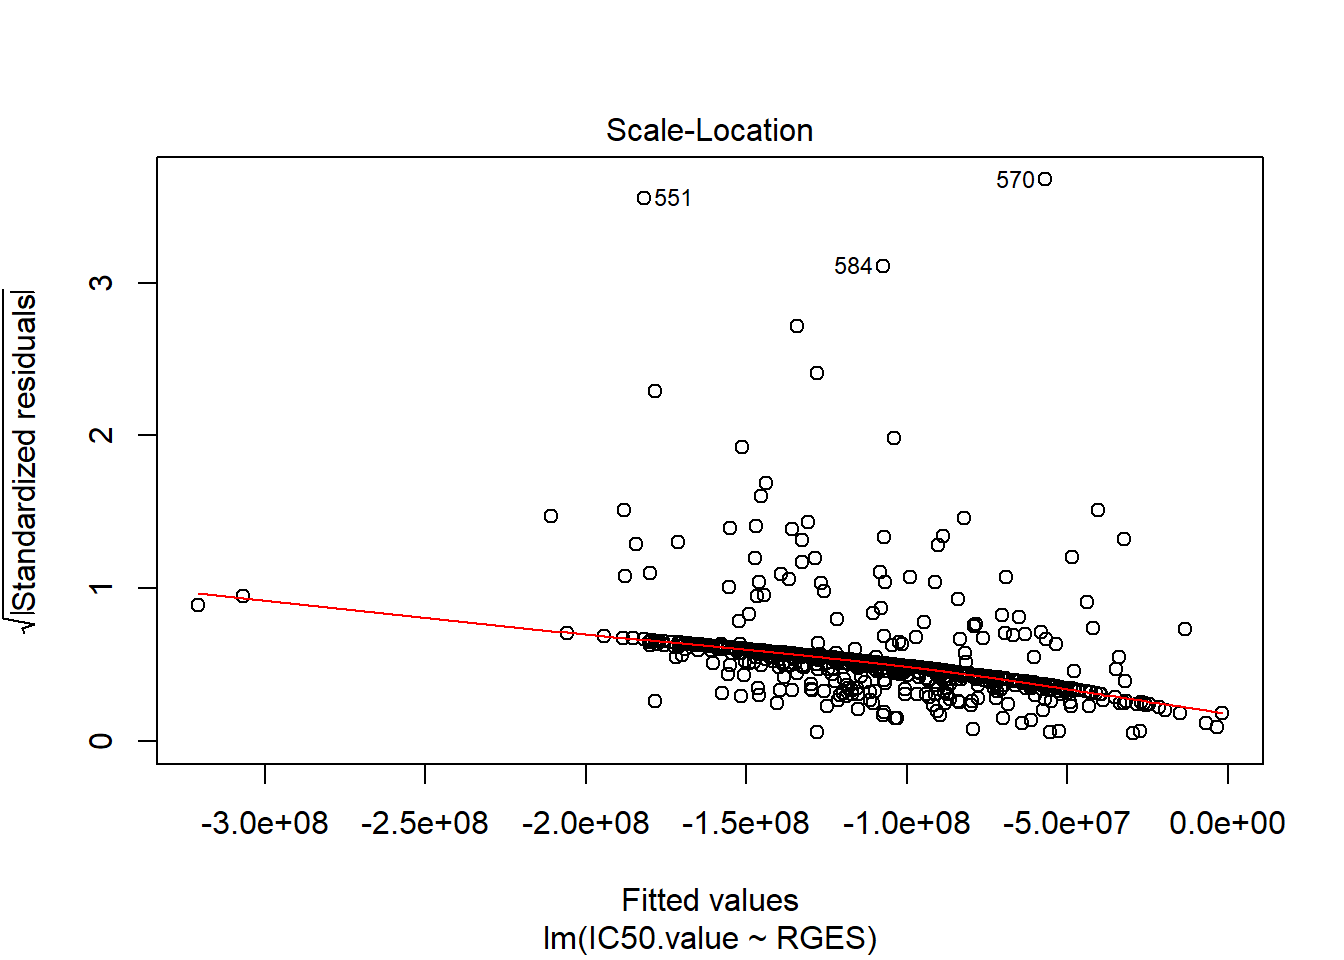 Scale-Location
551
570
584
√|Standardized residuals|
3
2
1
0
-3.0e+08 -2.5e+08 -2.0e+08 -1.5e+08 -1.0e+08 -5.0e+07 0.0e+00
Fitted values
lm(IC50.value ~ RGES)